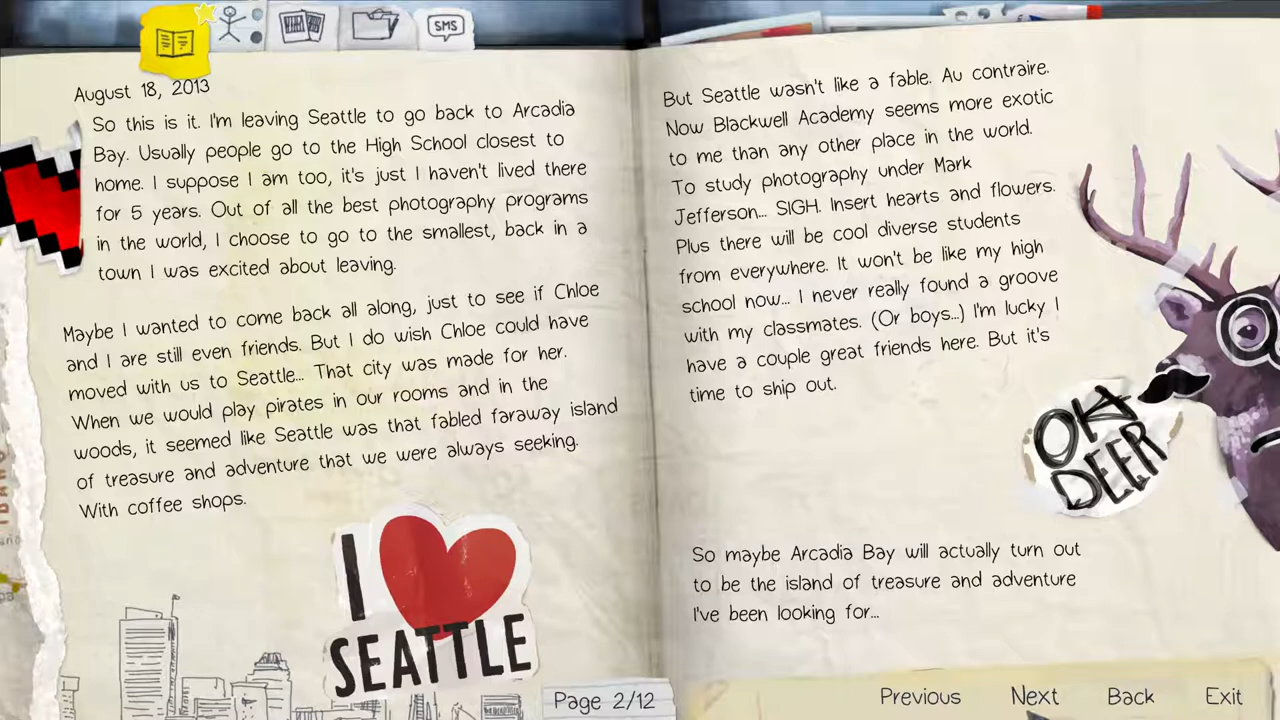 SMS
August 18, 2013
So this is it. I'm leaving Seattle to go back to Arcadia
Bay. Usually people go to the High School closest to
home. I suppose I am too, it's just I haven't lived there
for 5 years. Out of all the best photography programs
in the world, I choose to go to the smallest, back in a
town I was excited about leaving.
Maybe I wanted to come back all along, just to see if Chloe
and I are still even friends. But I do wish Chloe could have
moved with us to Seattle... That city was made for her.
When we would play pirates in our rooms and in the
woods, it seemed like Seattle was that fabled faraway island
of treasure and adventure that we were always seeking.
With coffee shops.
I
SEATTLE
But Seattle wasn't like a fable. Au contraire.
Now Blackwell Academy seems more exotic
to me than any other place in the world.
To study photography under Mark
Jefferson... SIGH. Insert hearts and flowers.
Plus there will be cool diverse students
from everywhere. It won't be like my high
school now... I never really found a groove
with my classmates. (Or boys...) I'm lucky I
have a couple great friends here. But it's
time to ship out.
OH
DEER
So maybe Arcadia Bay will actually turn out
to be the island of treasure and adventure
I've been looking for...
Page 2/12
Previous Next Back Exit